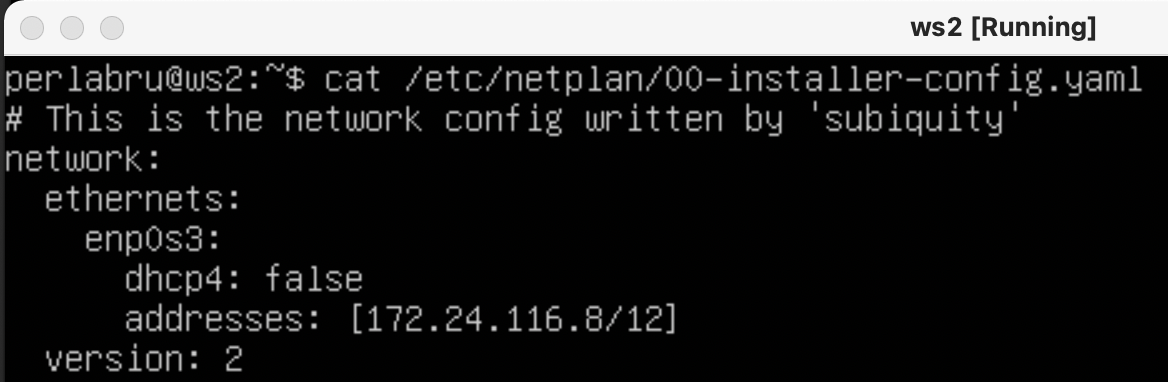 ws2 [Running]
perlabru@ws2:~$ cat /etc/netplan/00-installer-config.yaml
# This is the network config written by 'subiquity'
network:
  ethernets:
    enp0s3:
      dhcp4: false
      addresses: [172.24.116.8/12]
  version: 2